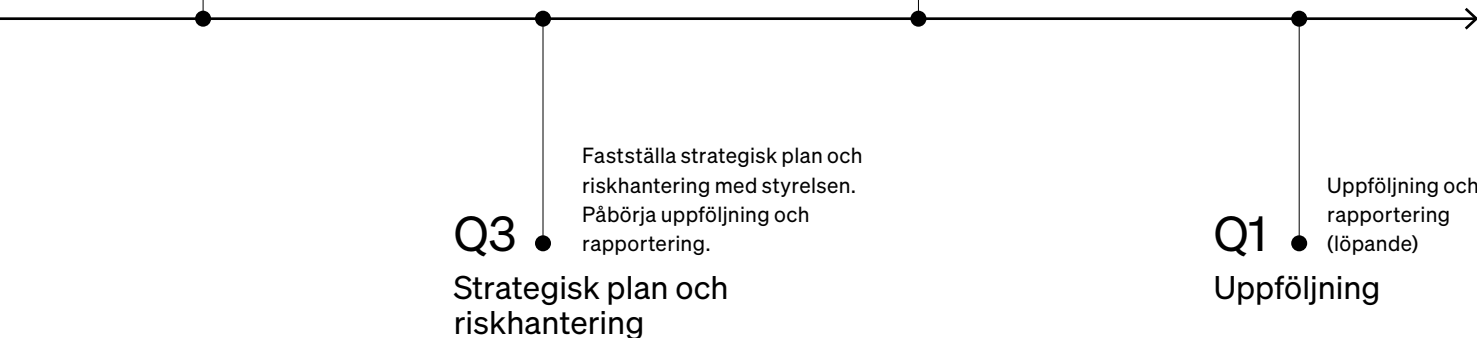 Fastställa strategisk plan och
riskhantering med styrelsen.
Påbörja uppföljning och
rapportering.
Q3
Strategisk plan och
riskhantering
Uppföljning och
rapportering
(löpande)
Q1
Uppföljning